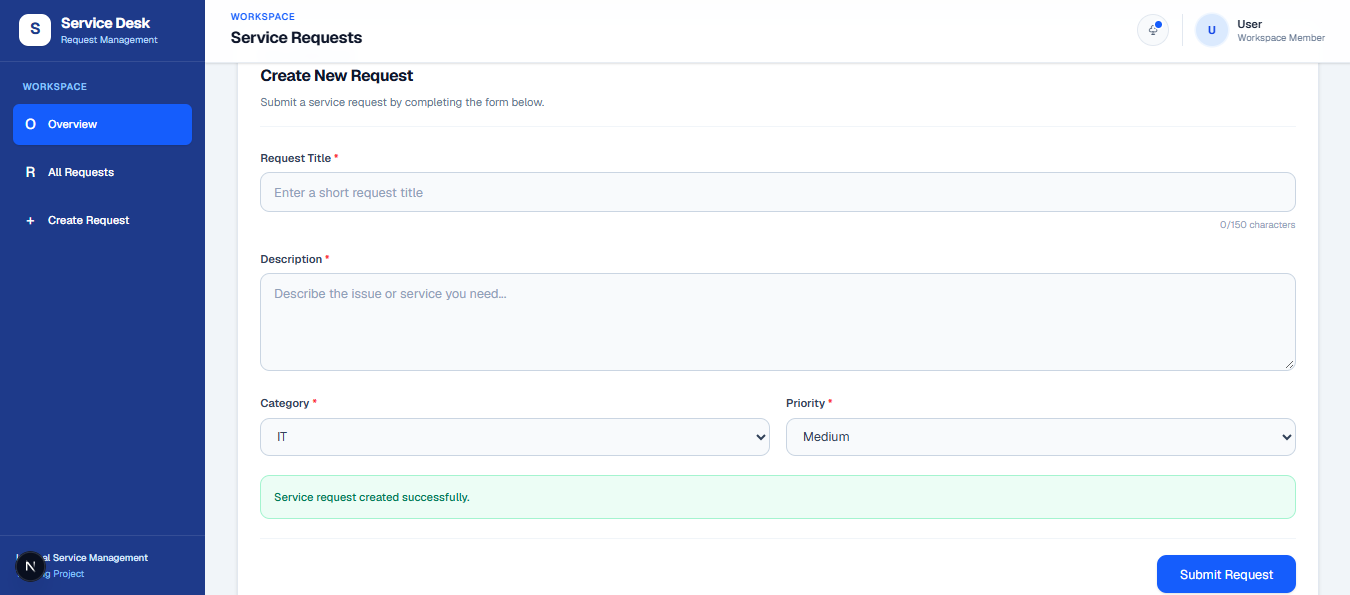 S
Service Desk
Request Management
WORKSPACE
O Overview
R All Requests
+ Create Request
al Service Management
Project
N
WORKSPACE
Service Requests
U
User
Workspace Member
Create New Request
Submit a service request by completing the form below.
Request Title *
Enter a short request title
0/150 characters
Description *
Describe the issue or service you need...
Category *
IT
Priority *
Medium
Service request created successfully.
Submit Request